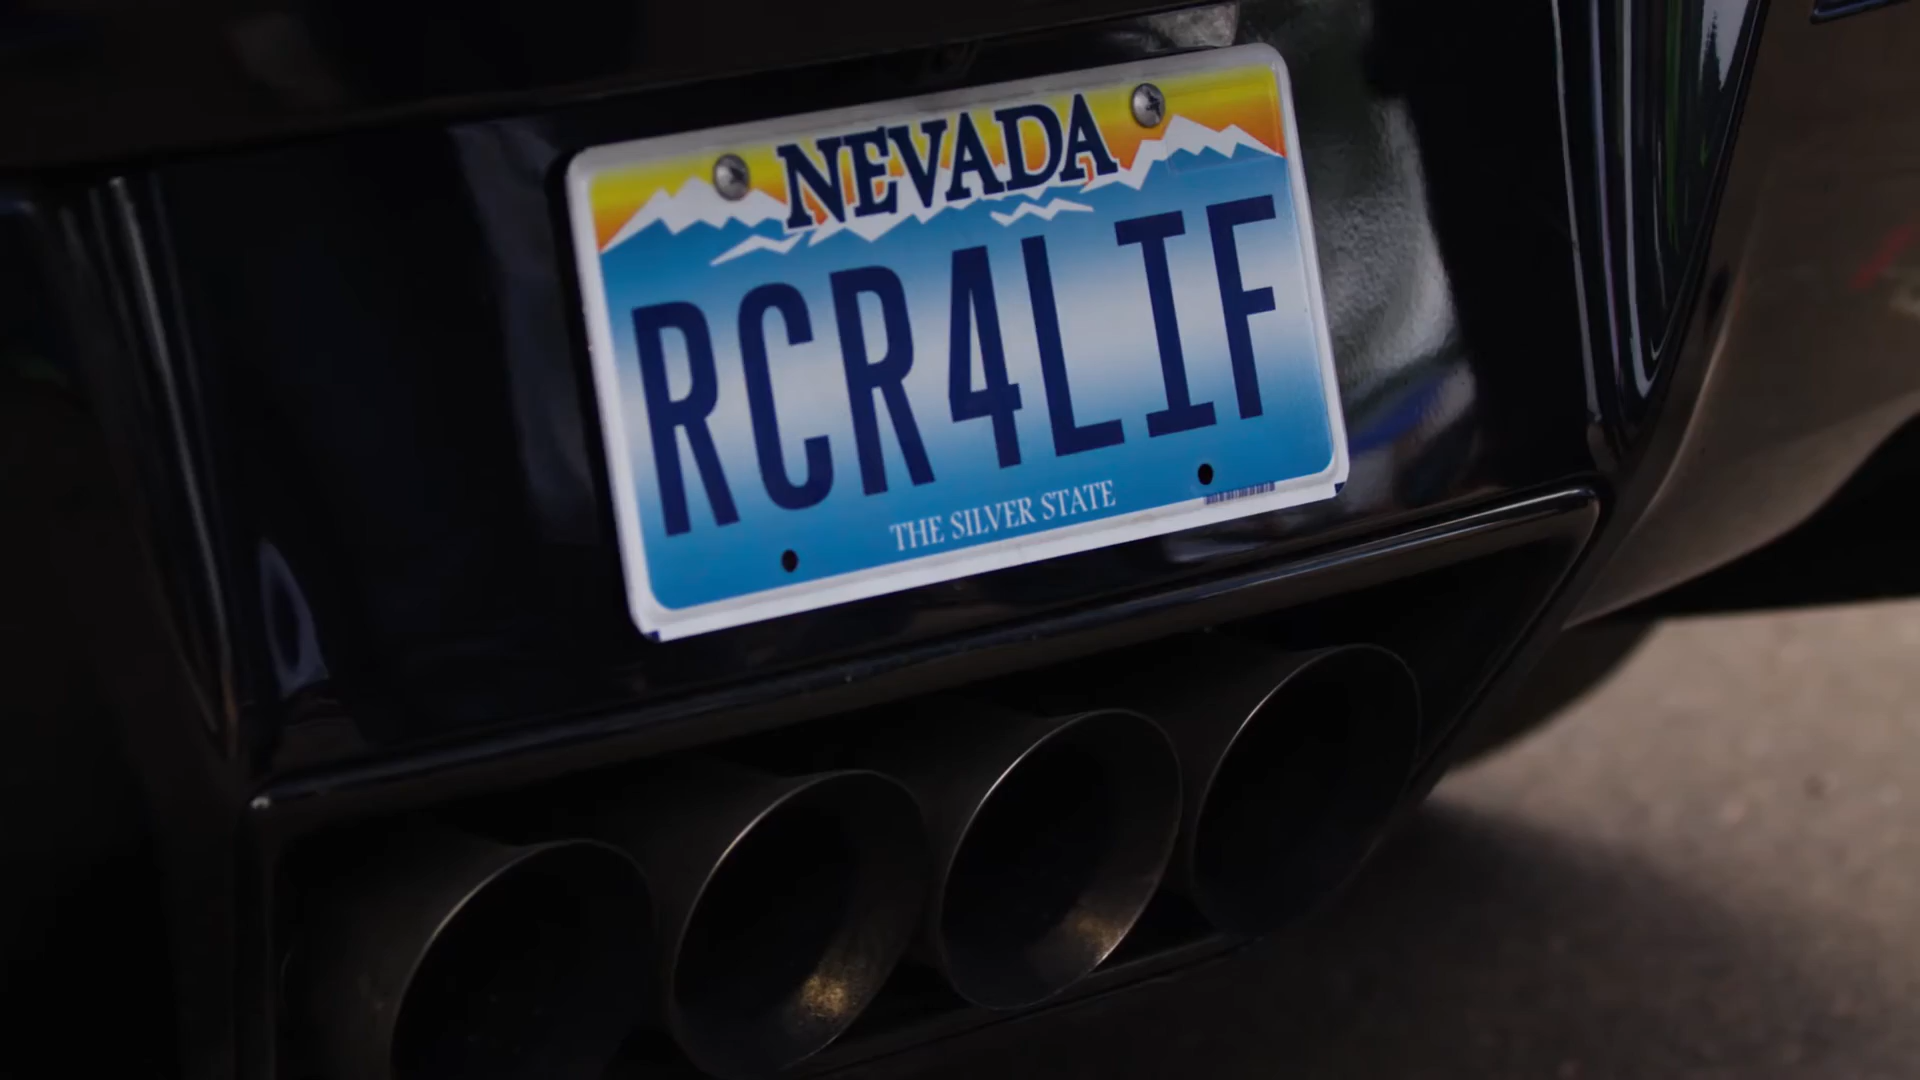 NEVADA
RCR4LIF
THE SILVER STATE